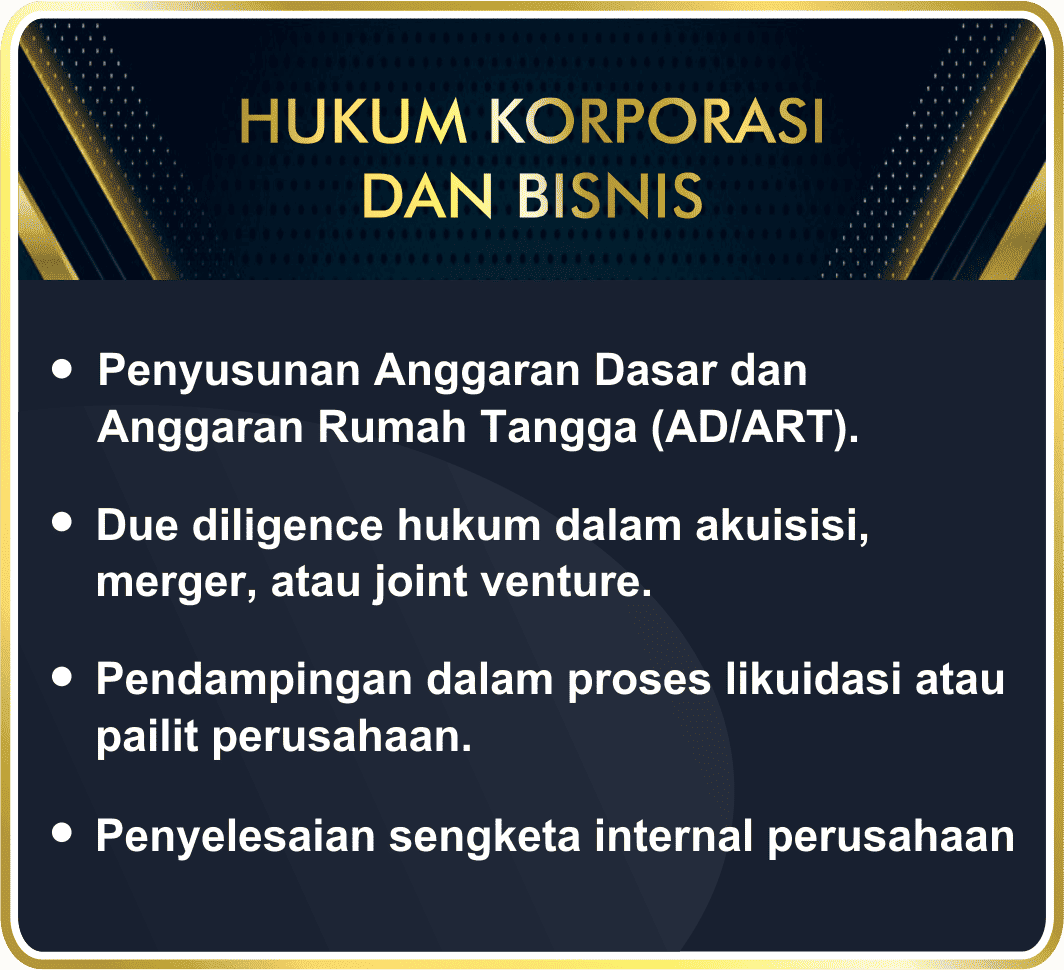 HUKUM KORPORASI
DAN BISNIS
• Penyusunan Anggaran Dasar dan
Anggaran Rumah Tangga (AD/ART).
• Due diligence hukum dalam akuisisi,
merger, atau joint venture.
• Pendampingan dalam proses likuidasi atau
pailit perusahaan.
• Penyelesaian sengketa internal perusahaan